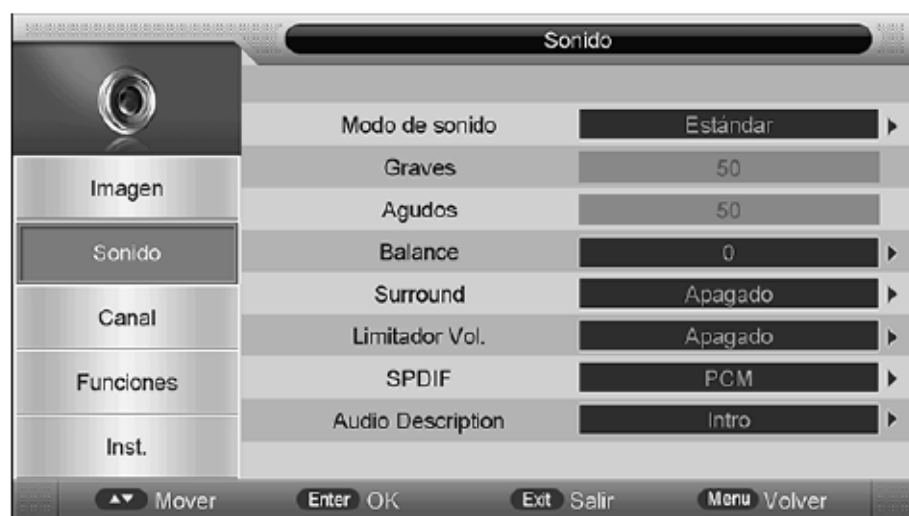 Sonido
Modo de sonido Estándar
Graves 50
Agudos 50
Balance 0
Surround Apagado
Limitador Vol. Apagado
SPDIF PCM
Audio Description Intro
Imagen
Sonido
Canal
Funciones
Inst.
Mover Enter OK Exit Salir Menu Volver